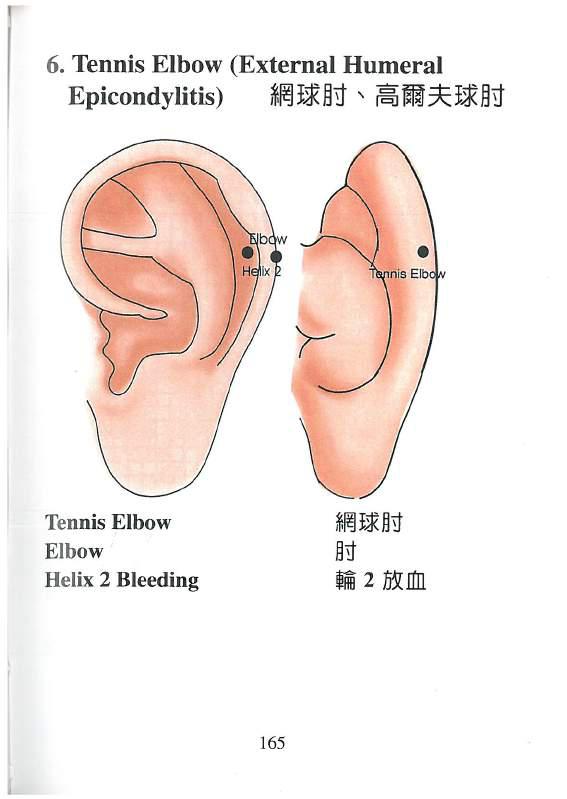 6. Tennis Elbow (External Humeral
Epicondylitis) 網球肘、高爾夫球肘
Elbow
Helix 2
Tennis Elbow
Tennis Elbow 網球肘
Elbow 肘
Helix 2 Bleeding 輪 2 放血
165